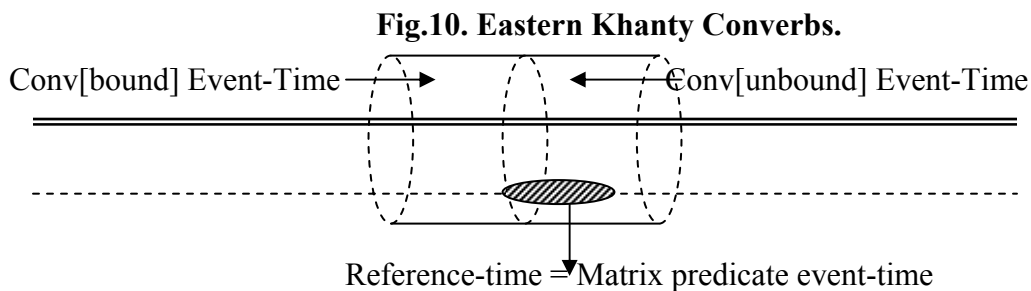 Fig.10. Eastern Khanty Converbs.
Conv[bound] Event-Time Conv[unbound] Event-Time
Reference-time = Matrix predicate event-time